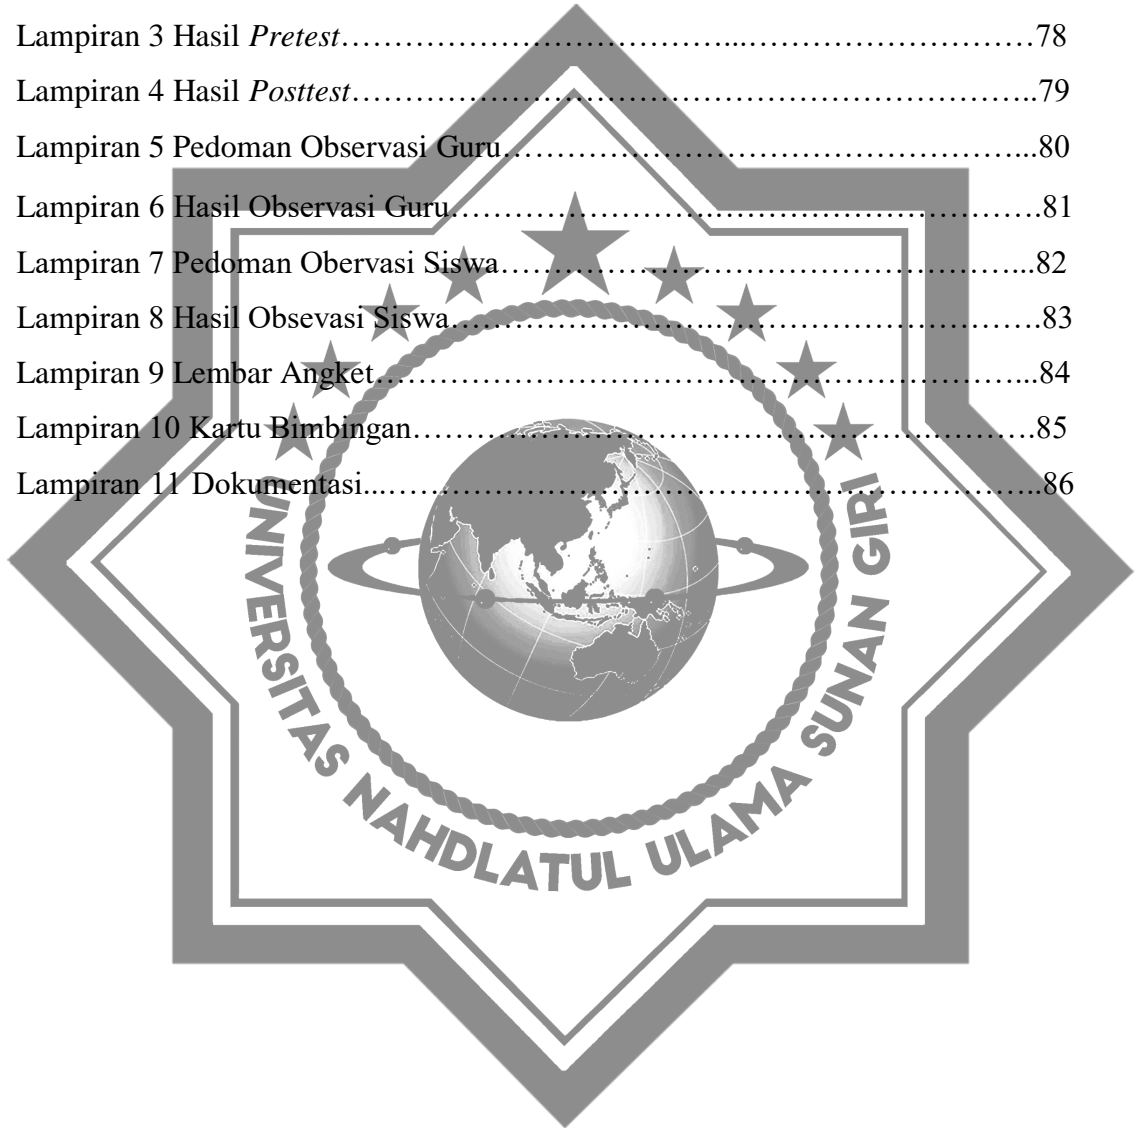 Lampiran 3 Hasil Pretest……………………………………...……………………………78
Lampiran 4 Hasil Posttest…………………………………………………………………..79
Lampiran 5 Pedoman Observasi Guru…………………………………………………...80
Lampiran 6 Hasil Observasi Guru……………………………………………………….81
Lampiran 7 Pedoman Obervasi Siswa…………………………………………………...82
Lampiran 8 Hasil Obsevasi Siswa……………………………………………………….83
Lampiran 9 Lembar Angket……………………………………………………………...84
Lampiran 10 Kartu Bimbingan…………………………………………………………85
Lampiran 11 Dokumentasi...……………………………………………………………..86
UNIVERSITAS NAHDLATUL ULAMA SUNAN GIRI